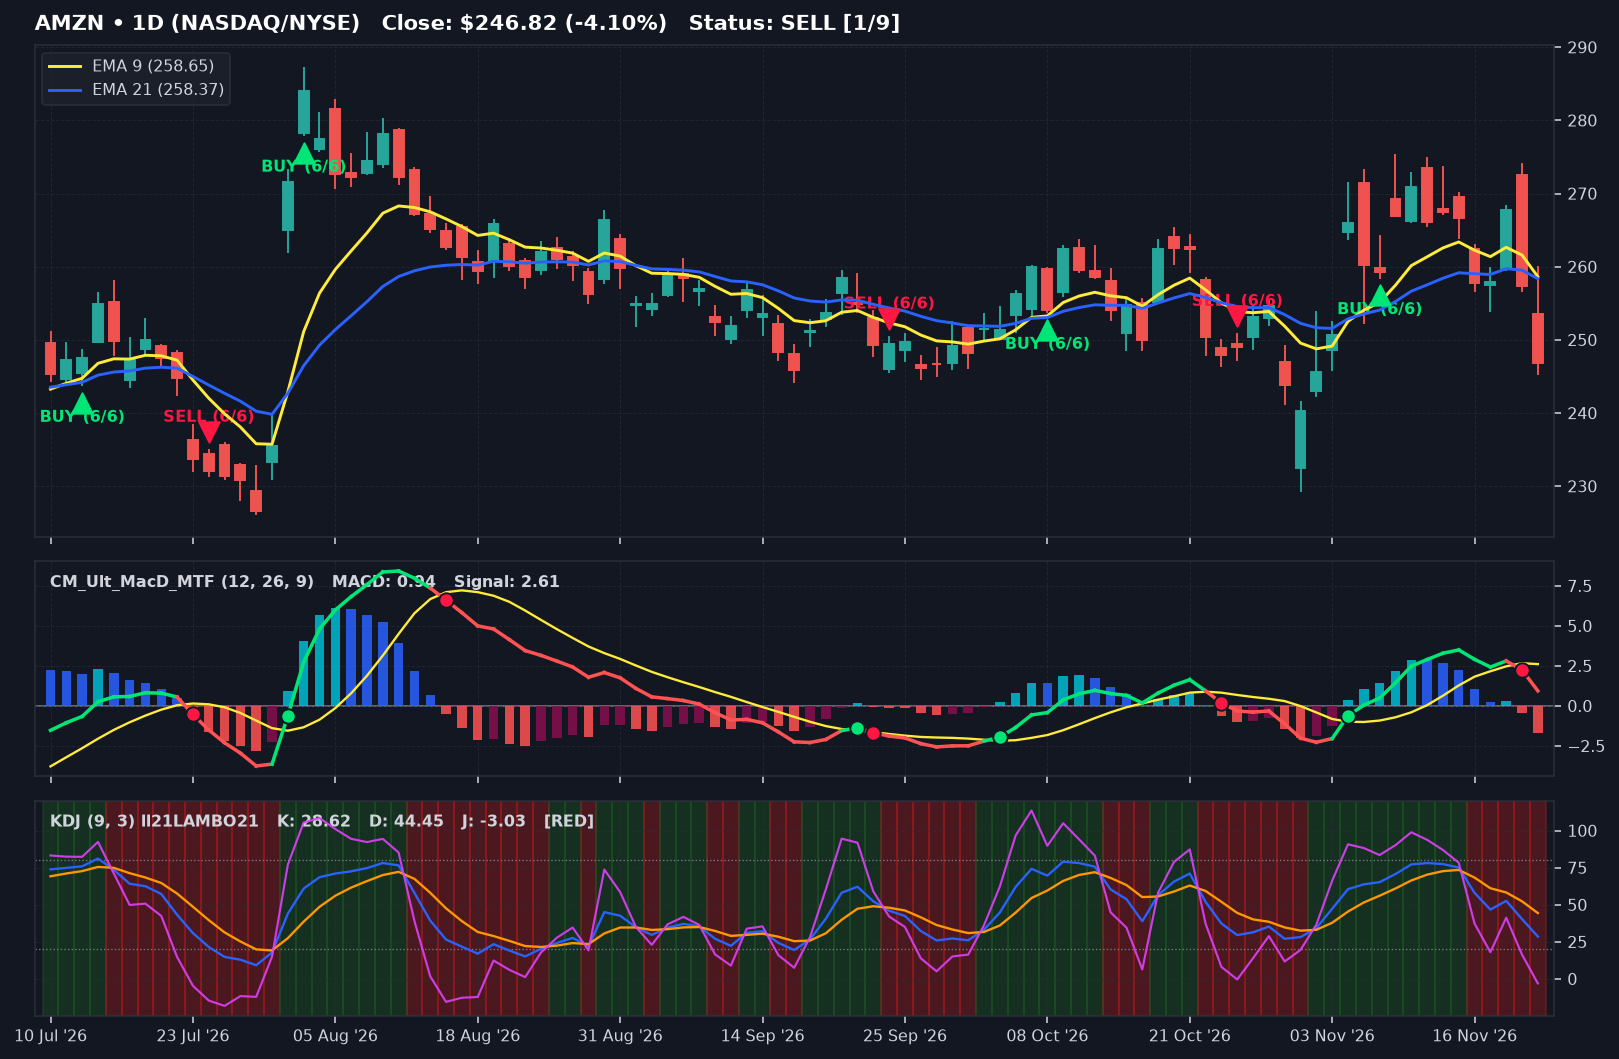 AMZN • 1D (NASDAQ/NYSE)   Close: $246.82 (-4.10%)   Status: SELL [1/9]
EMA 9 (258.65)
EMA 21 (258.37)
290
280
270
260
250
240
230
BUY (6/6)
SELL (6/6)
BUY (6/6)
SELL (6/6)
BUY (6/6)
SELL (6/6)
BUY (6/6)
CM_Ult_MacD_MTF (12, 26, 9)   MACD: 0.94   Signal: 2.61
7.5
5.0
2.5
0.0
−2.5
KDJ (9, 3) II21LAMBO21   K: 28.62   D: 44.45   J: -3.03   [RED]
100
75
50
25
0
10 Jul '26
23 Jul '26
05 Aug '26
18 Aug '26
31 Aug '26
14 Sep '26
25 Sep '26
08 Oct '26
21 Oct '26
03 Nov '26
16 Nov '26